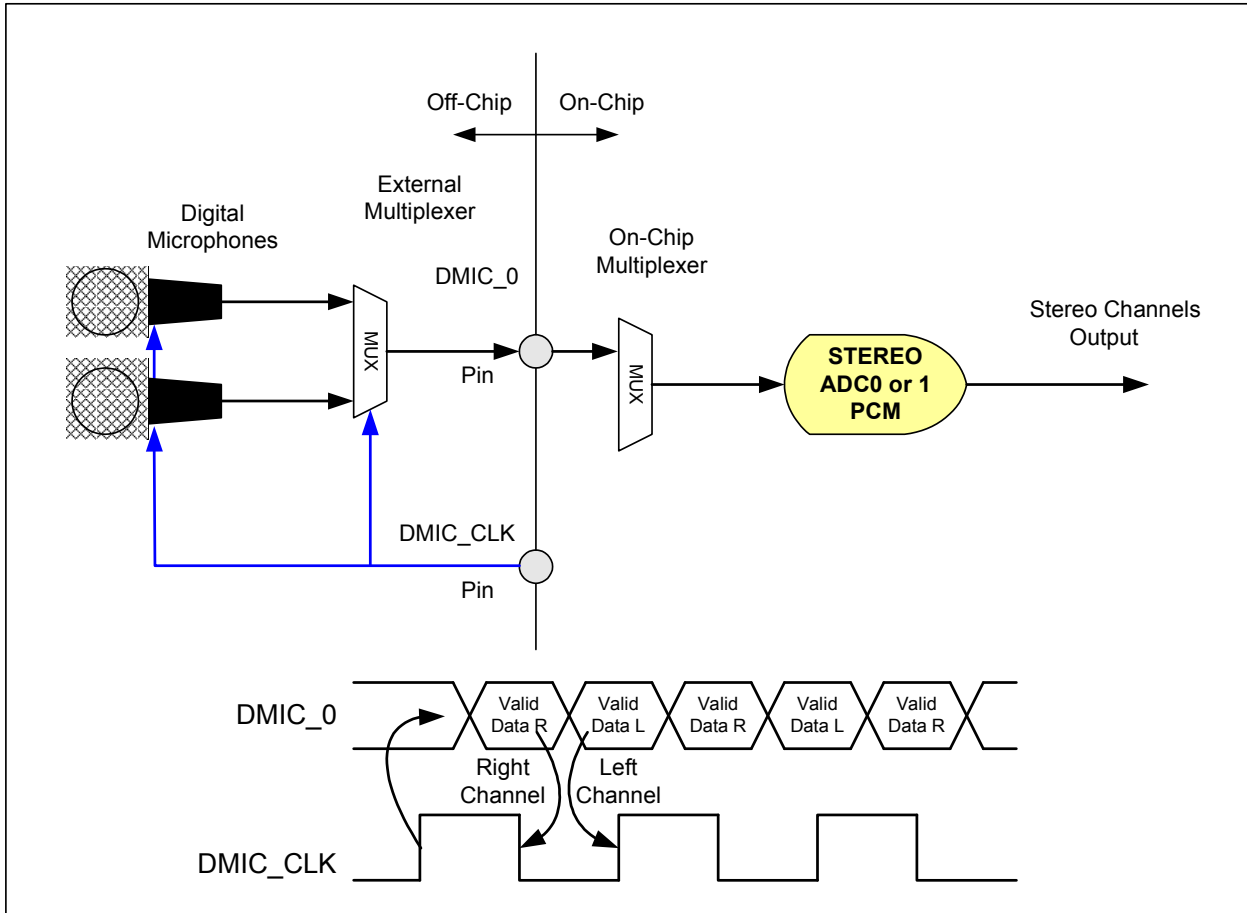 Off-Chip
On-Chip
External
Multiplexer
Digital
Microphones
On-Chip
Multiplexer
DMIC_0
MUX
Pin
MUX
STEREO
ADC0 or 1
PCM
Stereo Channels
Output
DMIC_CLK
Pin
DMIC_0
Valid
Data R
Valid
Data L
Valid
Data R
Valid
Data L
Valid
Data R
Right
Channel
Left
Channel
DMIC_CLK